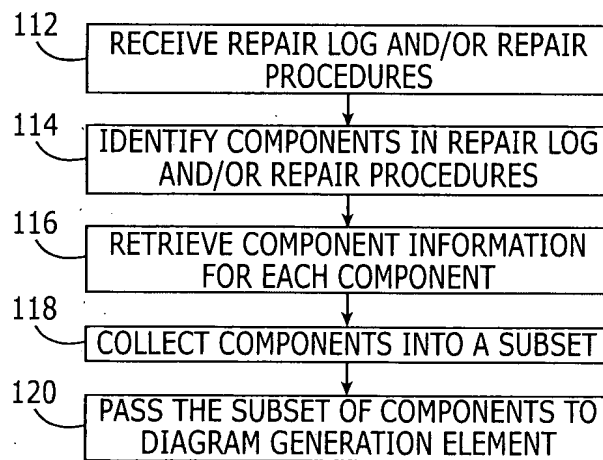 112
RECEIVE REPAIR LOG AND/OR REPAIR
PROCEDURES
114
IDENTIFY COMPONENTS IN REPAIR LOG
AND/OR REPAIR PROCEDURES
116
RETRIEVE COMPONENT INFORMATION
FOR EACH COMPONENT
118
COLLECT COMPONENTS INTO A SUBSET
120
PASS THE SUBSET OF COMPONENTS TO
DIAGRAM GENERATION ELEMENT